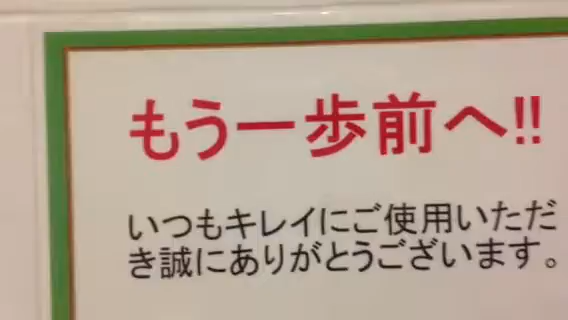 もう一歩前へ!!
いつもキレイにご使用いただ
き誠にありがとうございます。